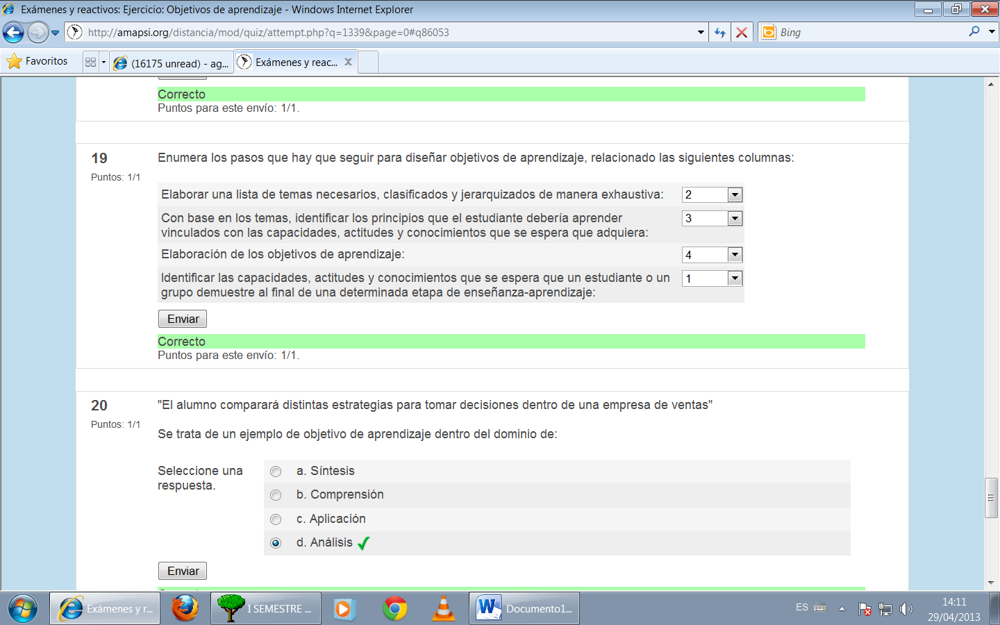 Exámenes y reactivos: Ejercicio: Objetivos de aprendizaje - Windows Internet Explorer
http://amapsi.org/distancia/mod/quiz/attempt.php?q=1339&page=0#q86053
Bing
Favoritos
(16175 unread) - ag...
Exámenes y reac...
Correcto
Puntos para este envío: 1/1.
19
Puntos: 1/1
Enumera los pasos que hay que seguir para diseñar objetivos de aprendizaje, relacionado las siguientes columnas:
Elaborar una lista de temas necesarios, clasificados y jerarquizados de manera exhaustiva: 2
Con base en los temas, identificar los principios que el estudiante debería aprender
vinculados con las capacidades, actitudes y conocimientos que se espera que adquiera: 3
Elaboración de los objetivos de aprendizaje: 4
Identificar las capacidades, actitudes y conocimientos que se espera que un estudiante o un
grupo demuestre al final de una determinada etapa de enseñanza-aprendizaje: 1
Enviar
Correcto
Puntos para este envío: 1/1.
20
Puntos: 1/1
"El alumno comparará distintas estrategias para tomar decisiones dentro de una empresa de ventas"
Se trata de un ejemplo de objetivo de aprendizaje dentro del dominio de:
Seleccione una
respuesta.
a. Síntesis
b. Comprensión
c. Aplicación
d. Análisis
Enviar
Exámenes y r...
I SEMESTRE ...
Documento1...
ES
14:11
29/04/2013